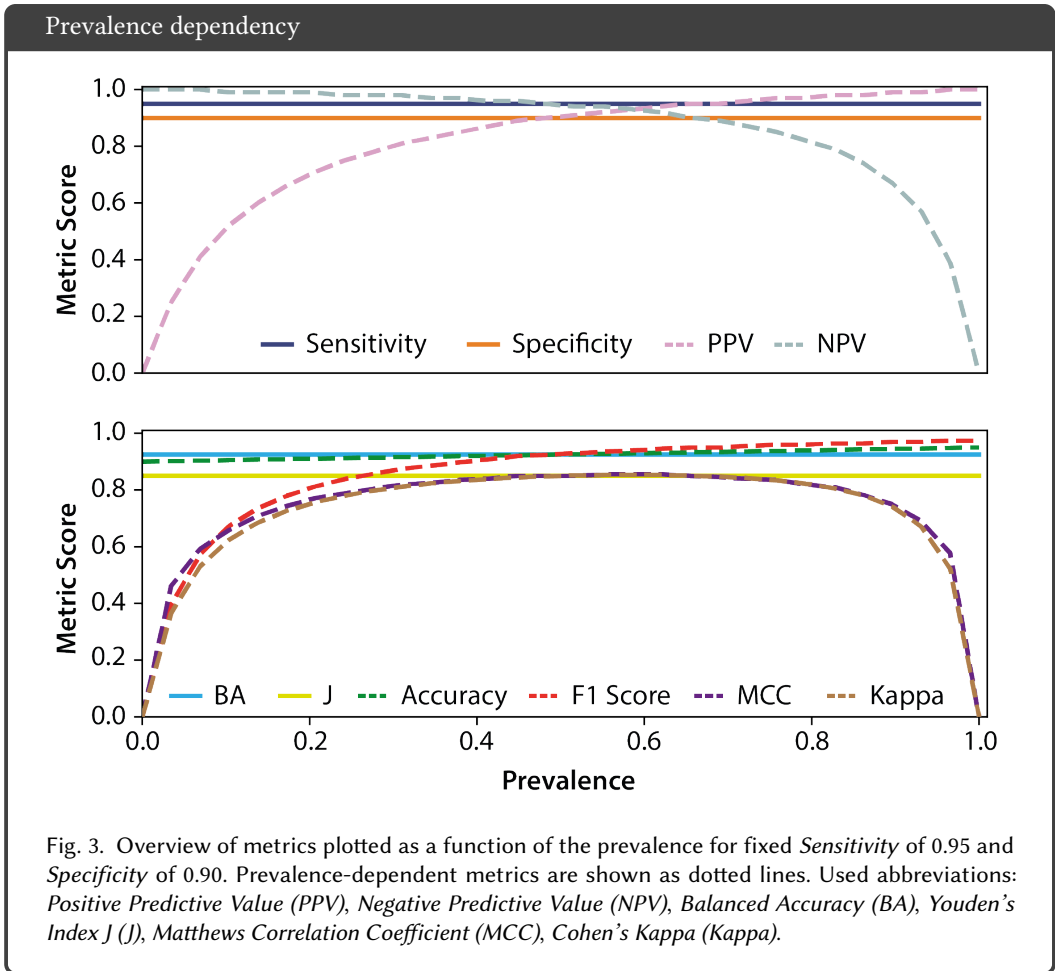 Prevalence dependency
1.0
0.8
0.6
0.4
0.2
0.0
Metric Score
Sensitivity Specificity PPV NPV
1.0
0.8
0.6
0.4
0.2
0.0
Metric Score
BA J Accuracy F1 Score MCC Kappa
0.0 0.2 0.4 0.6 0.8 1.0
Prevalence
Fig. 3. Overview of metrics plotted as a function of the prevalence for fixed Sensitivity of 0.95 and
Specificity of 0.90. Prevalence-dependent metrics are shown as dotted lines. Used abbreviations:
Positive Predictive Value (PPV), Negative Predictive Value (NPV), Balanced Accuracy (BA), Youden's
Index J (J), Matthews Correlation Coefficient (MCC), Cohen's Kappa (Kappa).